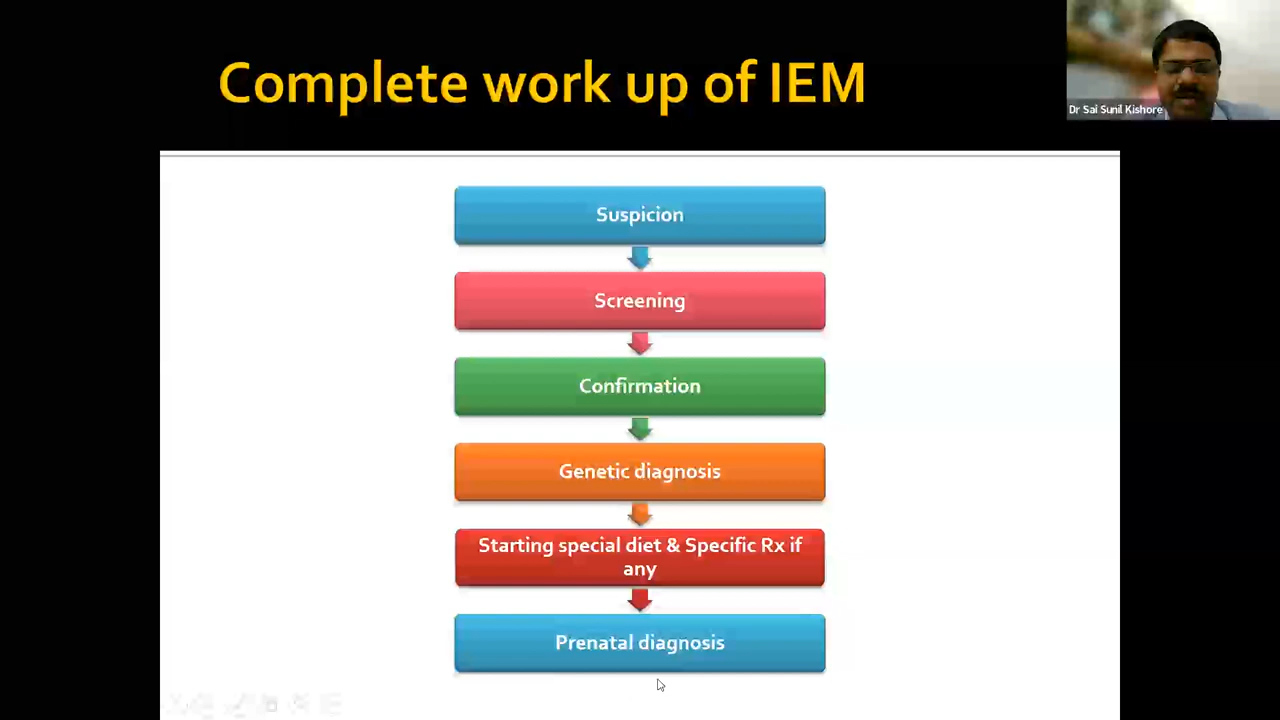 Complete work up of IEM
Dr Sai Sunil Kishore
Suspicion
Screening
Confirmation
Genetic diagnosis
Starting special diet & Specific Rx if
any
Prenatal diagnosis